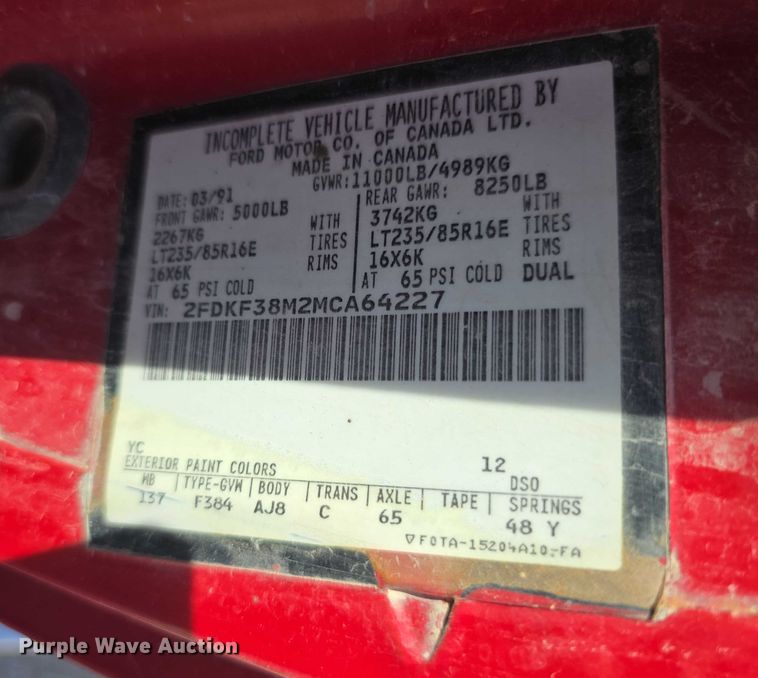 INCOMPLETE VEHICLE MANUFACTURED BY
FORD MOTOR CO. OF CANADA LTD.
MADE IN CANADA
GVWR:11000LB/4989KG
DATE: 03/91
FRONT GAWR: 5000LB
2267KG WITH
LT235/85R16E TIRES
16X6K RIMS
AT 65 PSI COLD
REAR GAWR: 8250LB
3742KG WITH
LT235/85R16E TIRES
16X6K RIMS
AT 65 PSI COLD DUAL
VIN: 2FDKF38M2MCA64227
YC 12
EXTERIOR PAINT COLORS DSO
WB TYPE-GVW BODY TRANS AXLE TAPE SPRINGS
137 F384 AJ8 C 65 48 Y
▽ F0TA-15204A10-FA
Purple Wave Auction